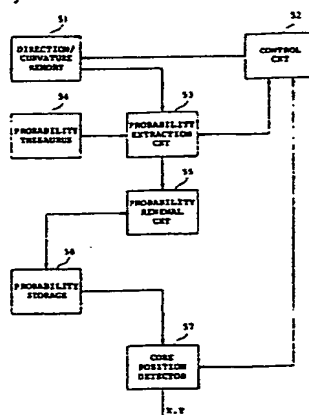 51
DIRECTION/
CURVATURE
MEMORY
52
CONTROL
CKT
54
PROBABILITY
THESAURUS
53
PROBABILITY
EXTRACTION
CKT
55
PROBABILITY
RENEWAL
CKT
56
PROBABILITY
STORAGE
57
CORE
POSITION
DETECTOR
X.Y